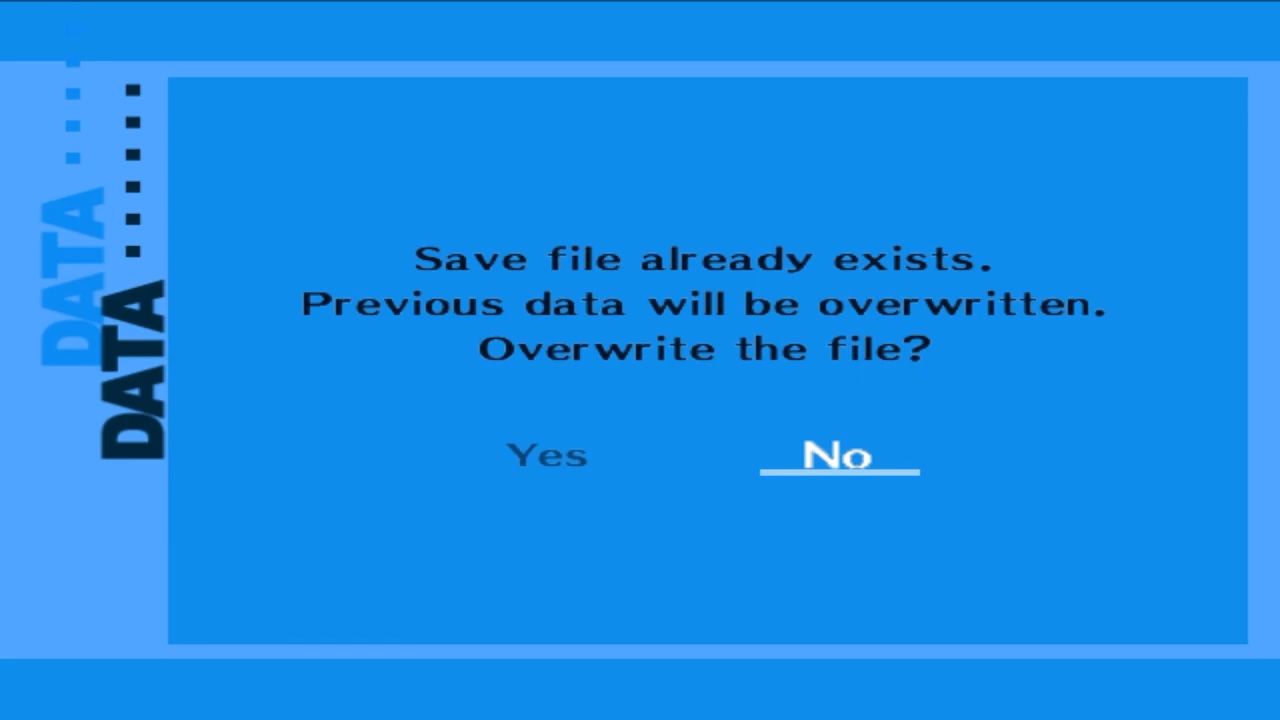 DATA
DATA
Save file already exists.
Previous data will be overwritten.
Overwrite the file?
Yes
No